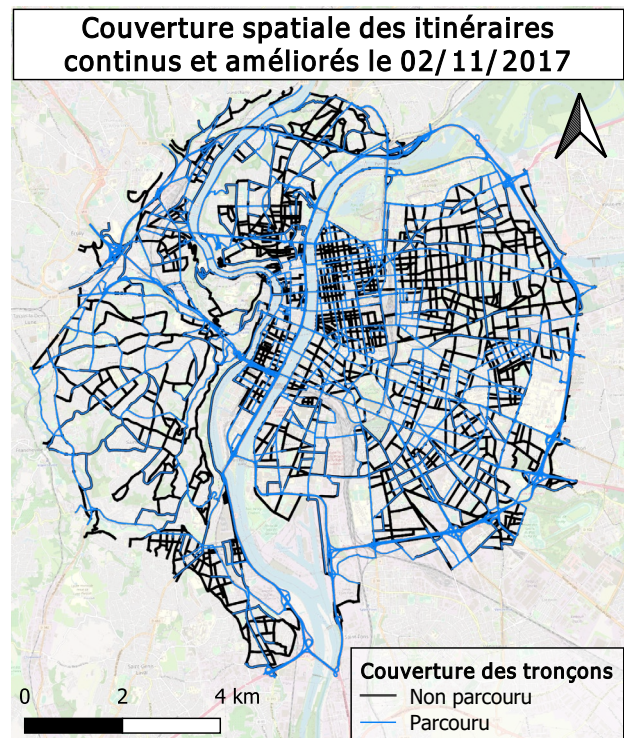 Couverture spatiale des itinéraires
continus et améliorés le 02/11/2017
Couverture des tronçons
Non parcouru
Parcouru
0 2 4 km